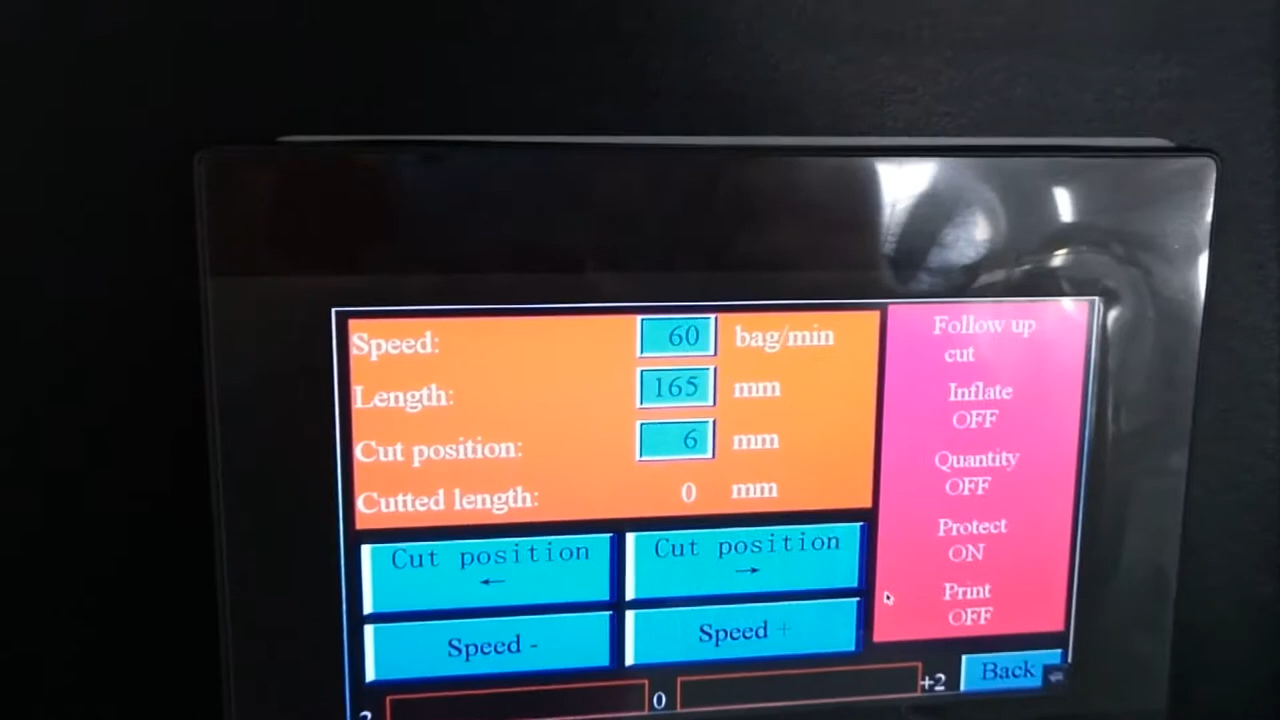 Speed: 60 bag/min
Length: 165 mm
Cut position: 6 mm
Cutted length: 0 mm
Follow up
cut
Inflate
OFF
Quantity
OFF
Protect
ON
Print
OFF
Cut position
←
Cut position
→
Speed -
Speed +
0
+2
Back